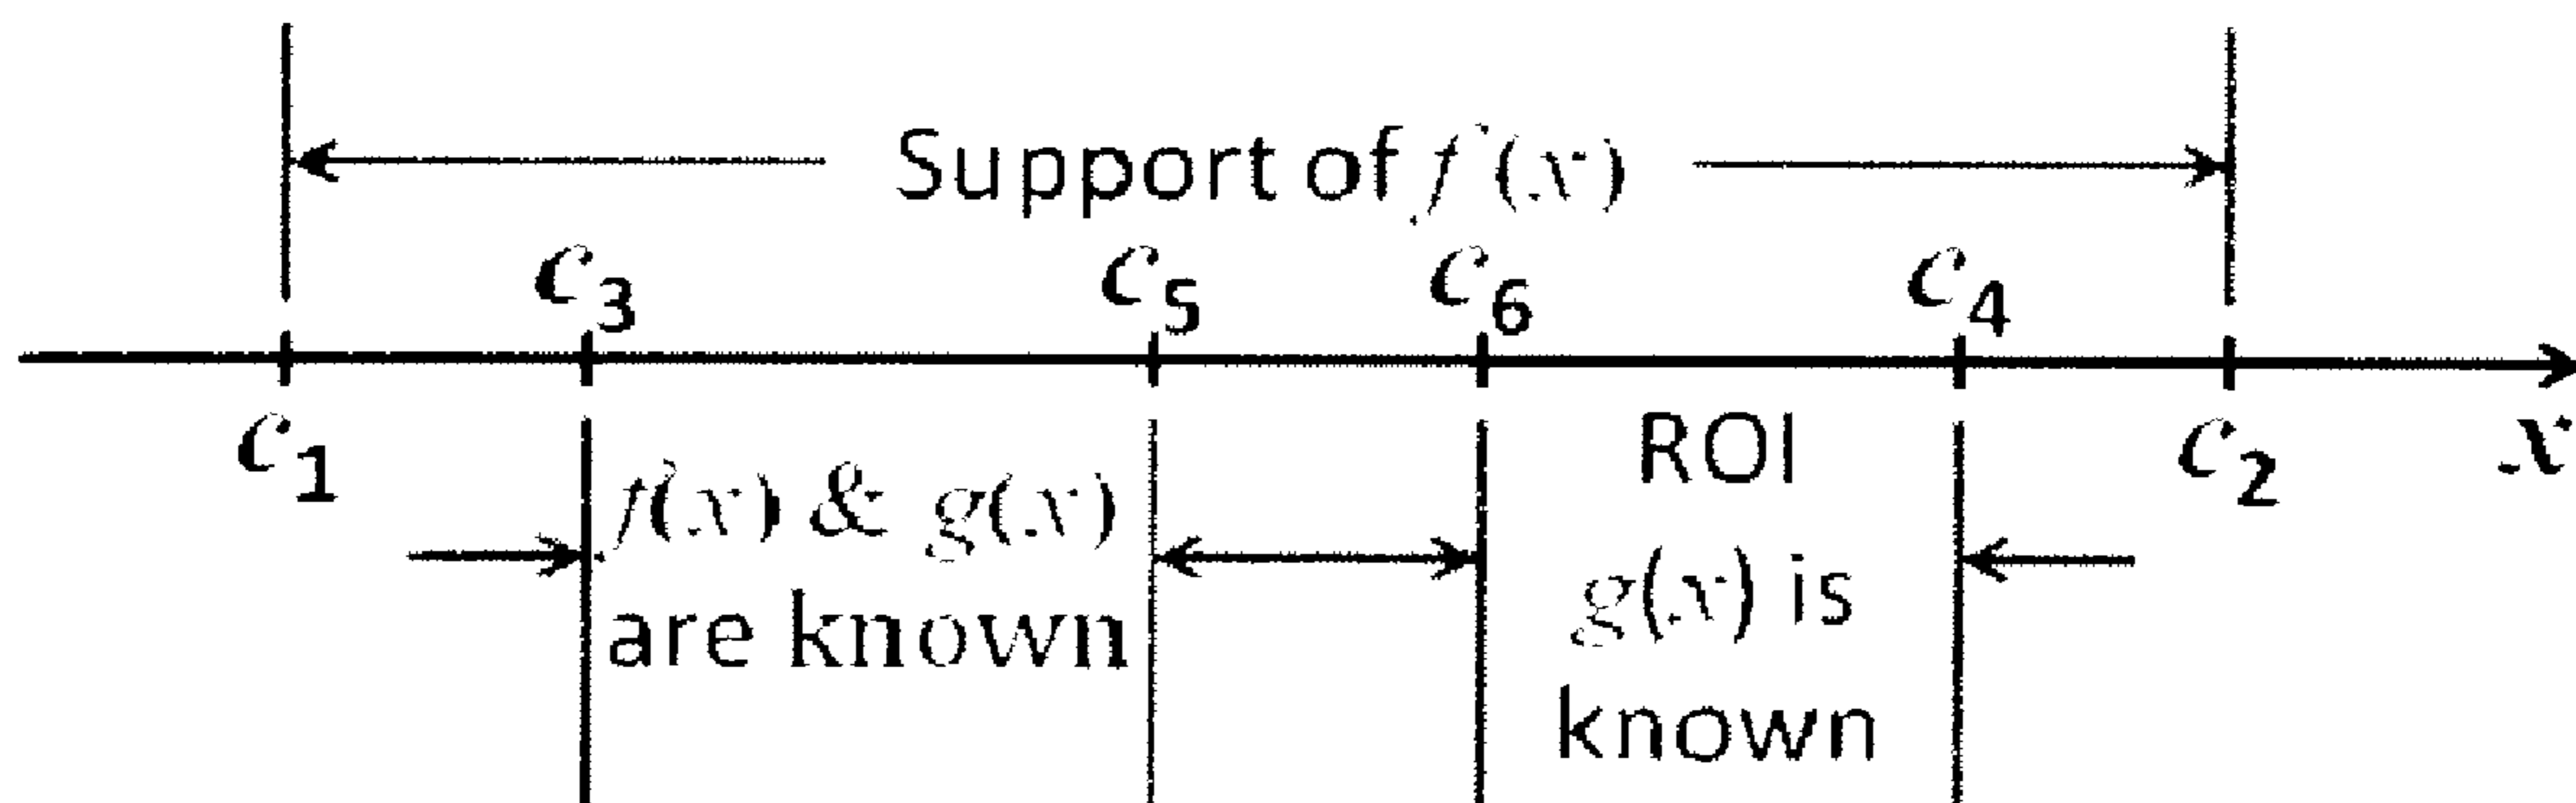 Support of f(x)
c₃ c₅ c₆ c₄
c₁ c₂ x
f(x) & g(x)
are known
ROI
g(x) is
known